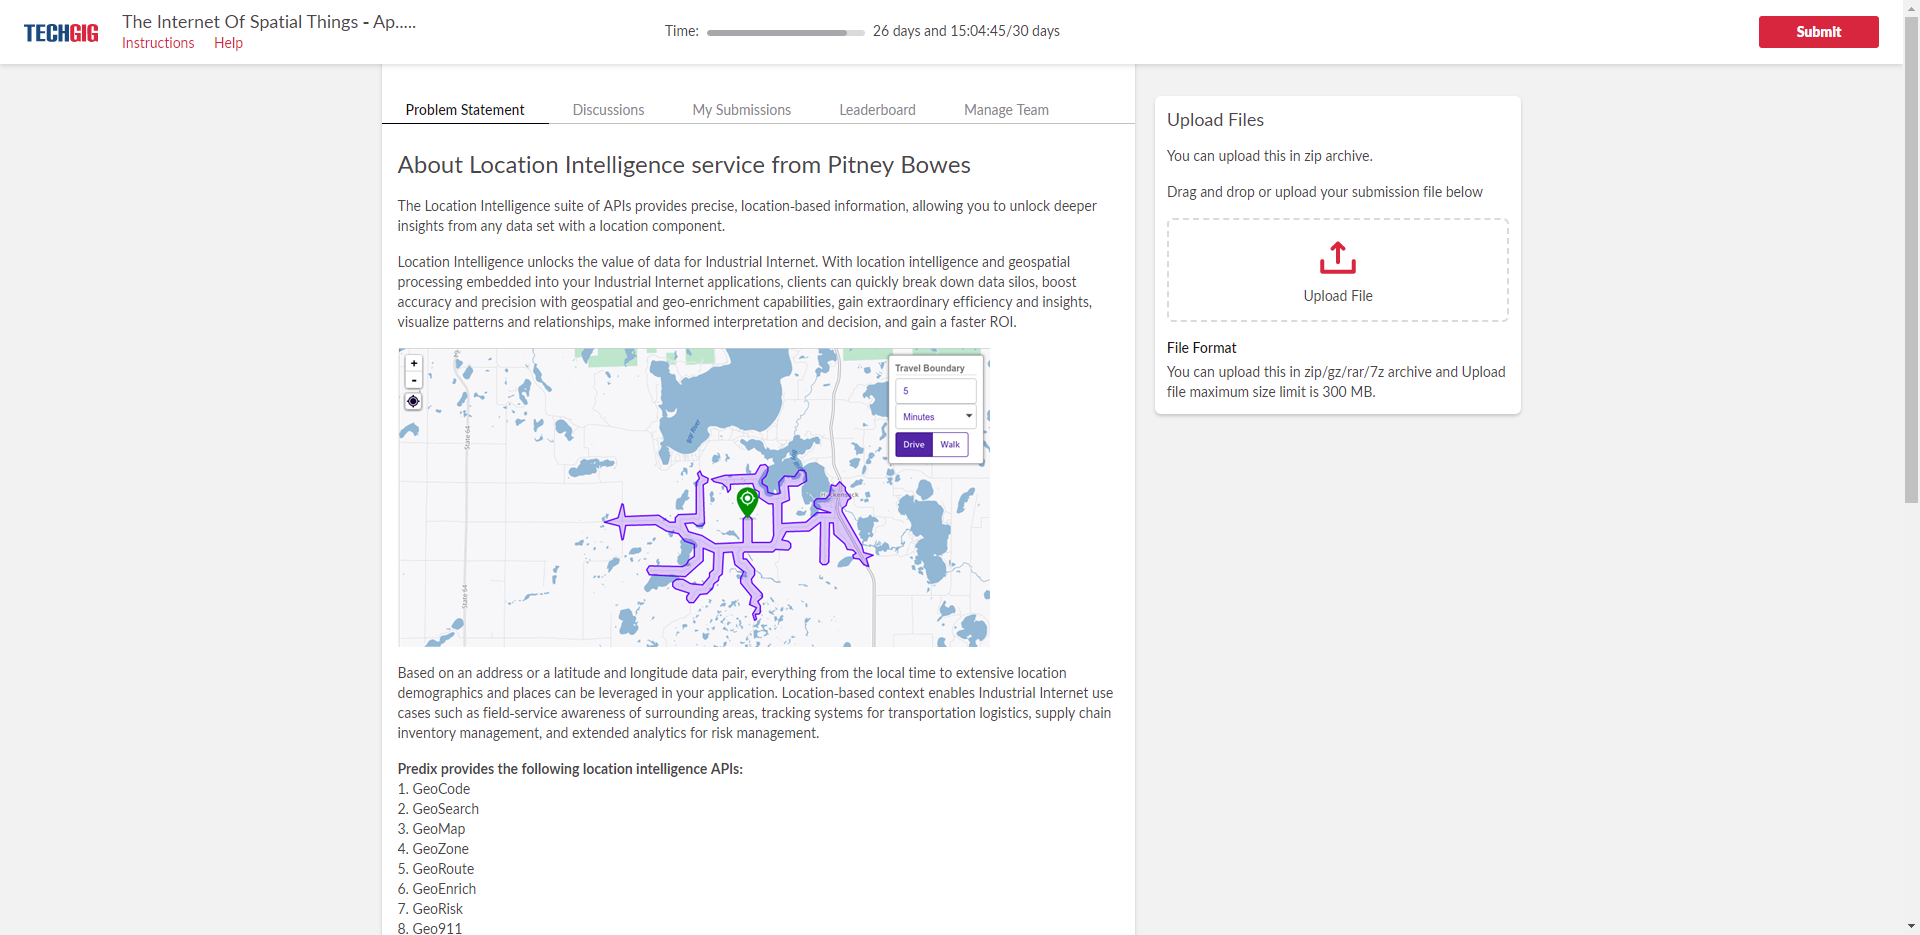 TECHGIG
The Internet Of Spatial Things - Ap.....
Instructions Help
Time: 26 days and 15:04:45/30 days
Submit
Problem Statement Discussions My Submissions Leaderboard Manage Team
About Location Intelligence service from Pitney Bowes
The Location Intelligence suite of APIs provides precise, location-based information, allowing you to unlock deeper
insights from any data set with a location component.
Location Intelligence unlocks the value of data for Industrial Internet. With location intelligence and geospatial
processing embedded into your Industrial Internet applications, clients can quickly break down data silos, boost
accuracy and precision with geospatial and geo-enrichment capabilities, gain extraordinary efficiency and insights,
visualize patterns and relationships, make informed interpretation and decision, and gain a faster ROI.
+
-
State 64
State 64
Travel Boundary
5
Minutes
Drive Walk
Based on an address or a latitude and longitude data pair, everything from the local time to extensive location
demographics and places can be leveraged in your application. Location-based context enables Industrial Internet use
cases such as field-service awareness of surrounding areas, tracking systems for transportation logistics, supply chain
inventory management, and extended analytics for risk management.
Predix provides the following location intelligence APIs:
1. GeoCode
2. GeoSearch
3. GeoMap
4. GeoZone
5. GeoRoute
6. GeoEnrich
7. GeoRisk
8. Geo911
Upload Files
You can upload this in zip archive.
Drag and drop or upload your submission file below
Upload File
File Format
You can upload this in zip/gz/rar/7z archive and Upload
file maximum size limit is 300 MB.